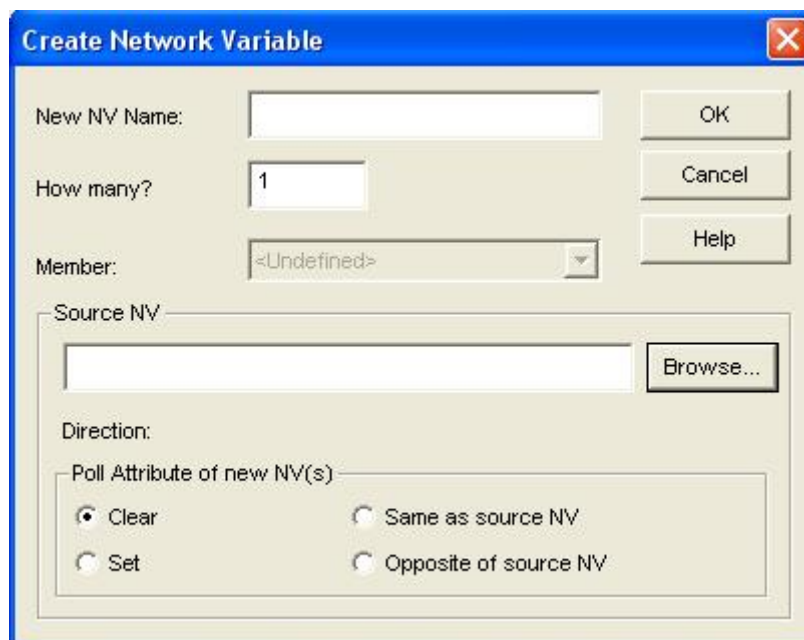 Create Network Variable
New NV Name:
OK
How many?
1
Cancel
Help
Member:
<Undefined>
Source NV
Browse...
Direction:
Poll Attribute of new NV(s)
Clear
Same as source NV
Set
Opposite of source NV